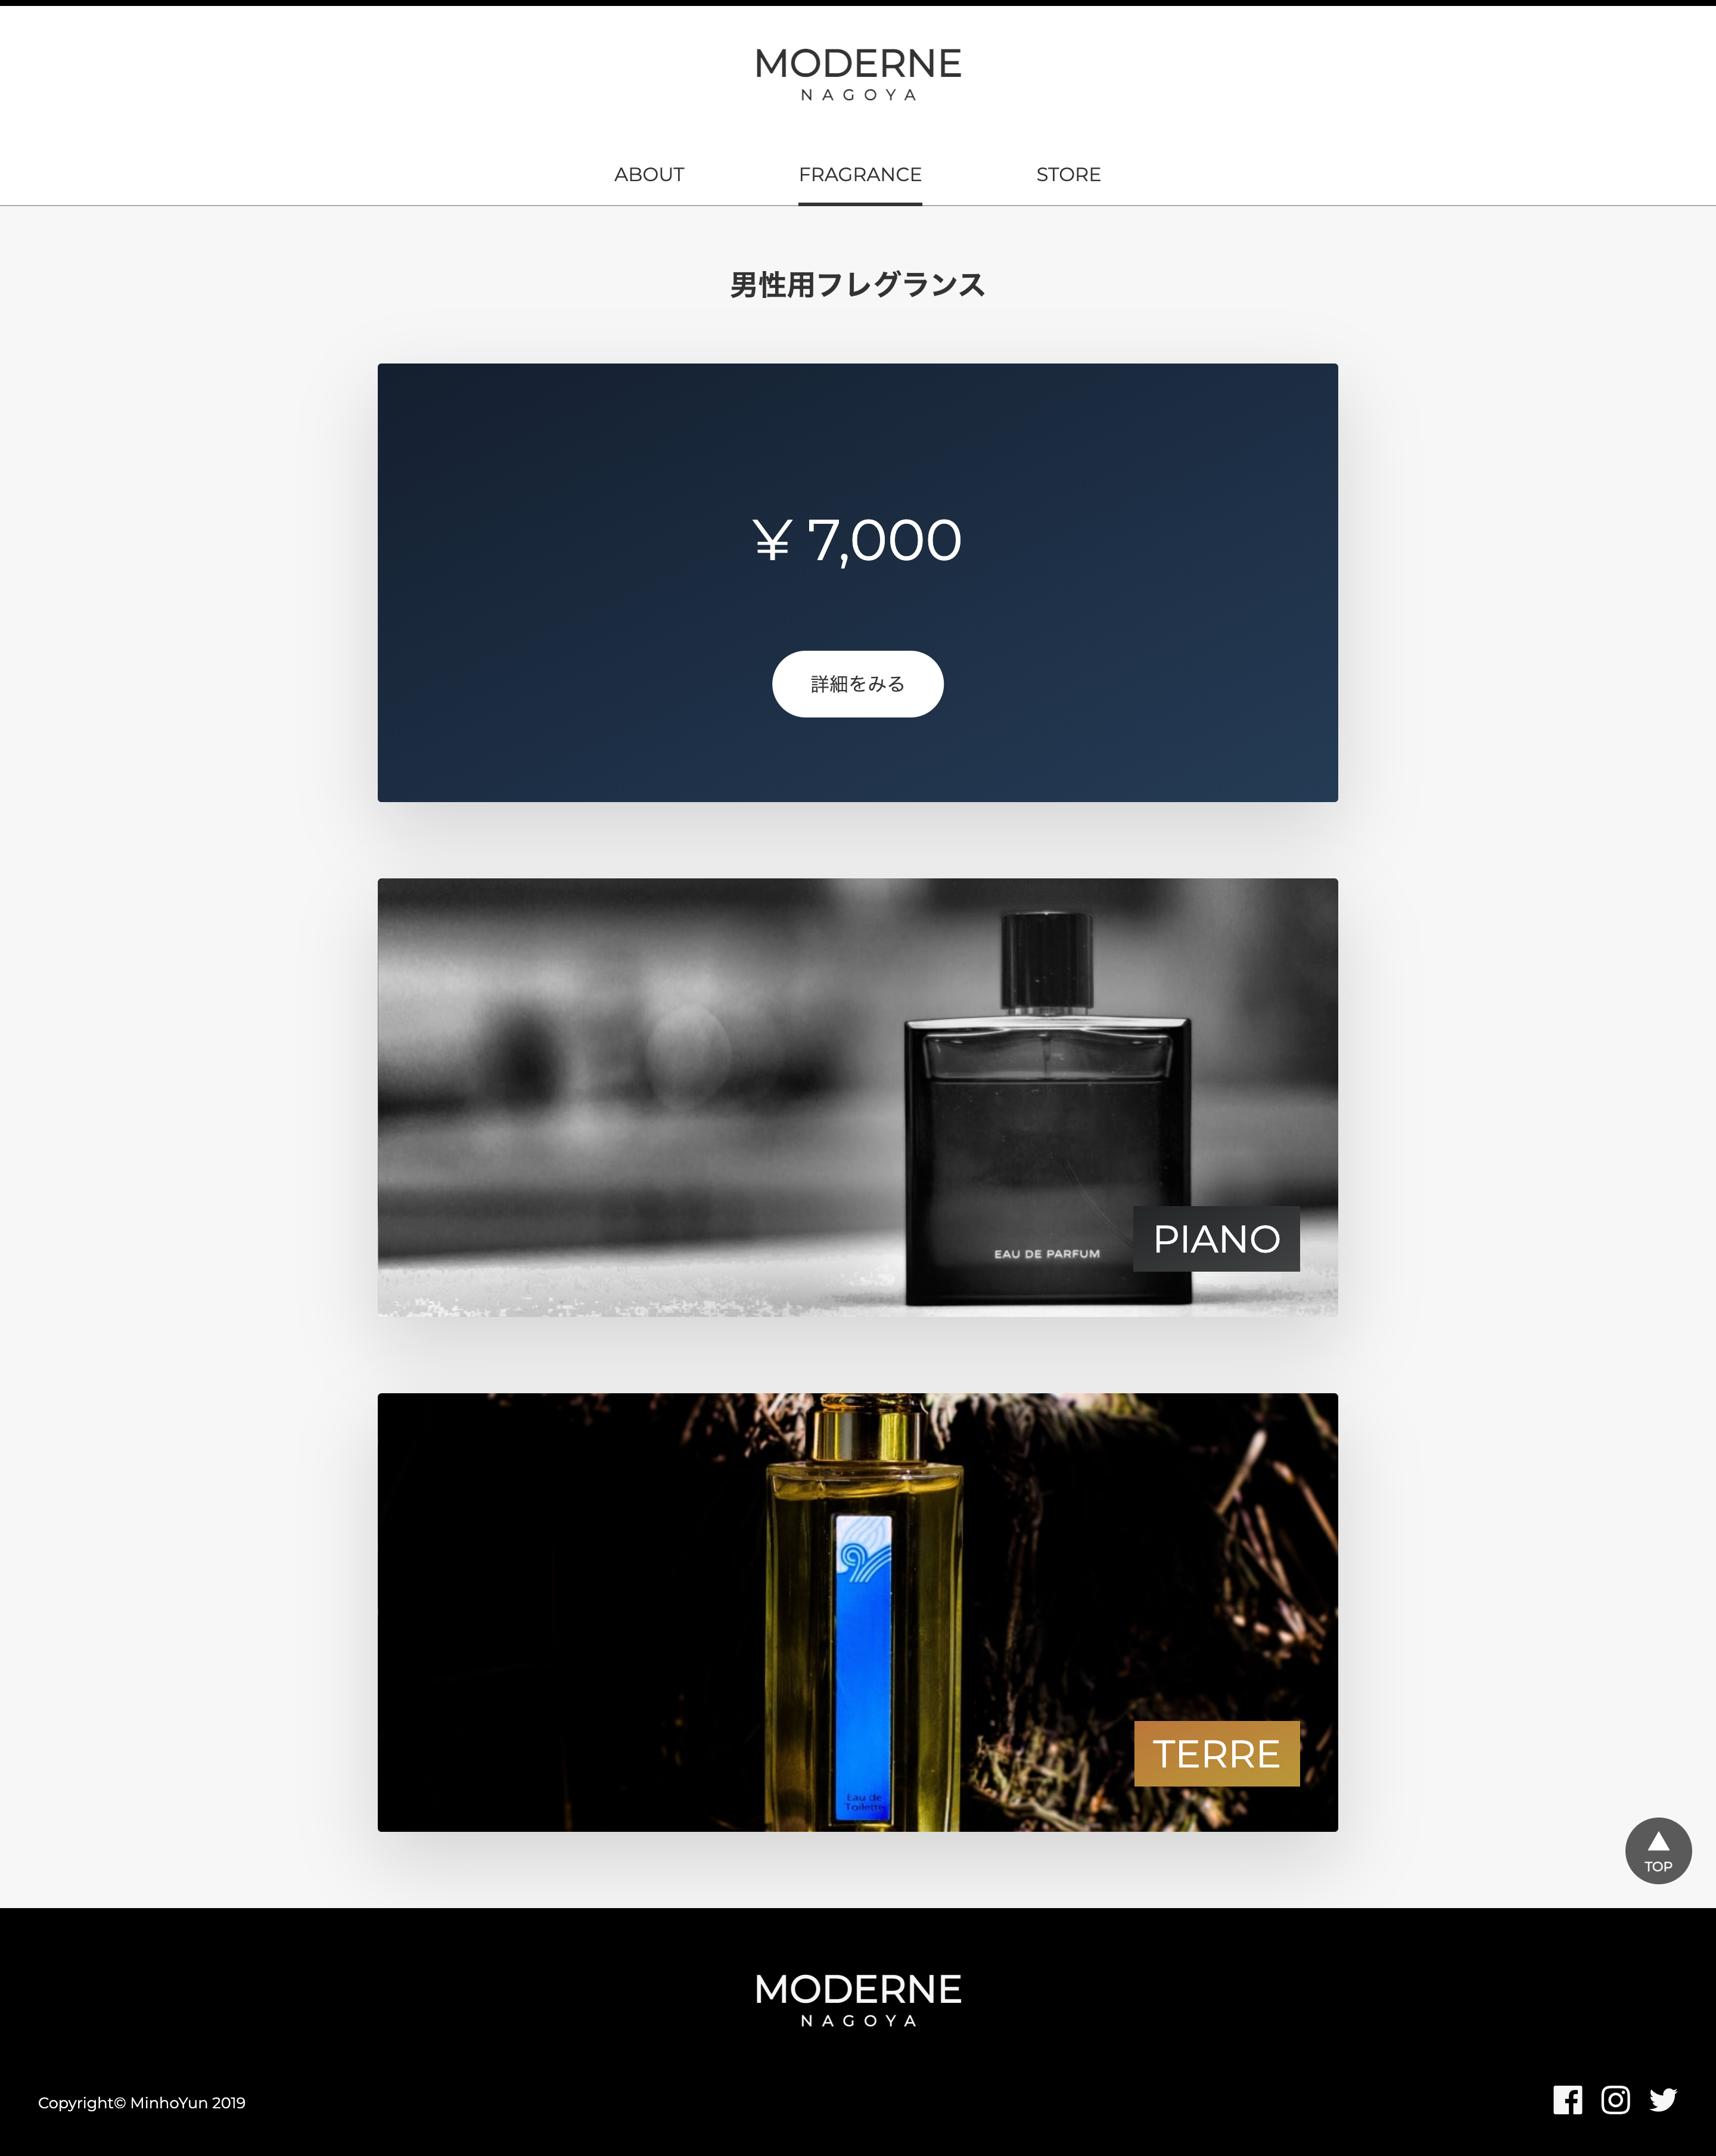 MODERNE
NAGOYA
ABOUT FRAGRANCE STORE
男性用フレグランス
¥ 7,000
詳細をみる
EAU DE PARFUM
PIANO
Eau de
Toilette
TERRE
TOP
MODERNE
NAGOYA
Copyright© MinhoYun 2019